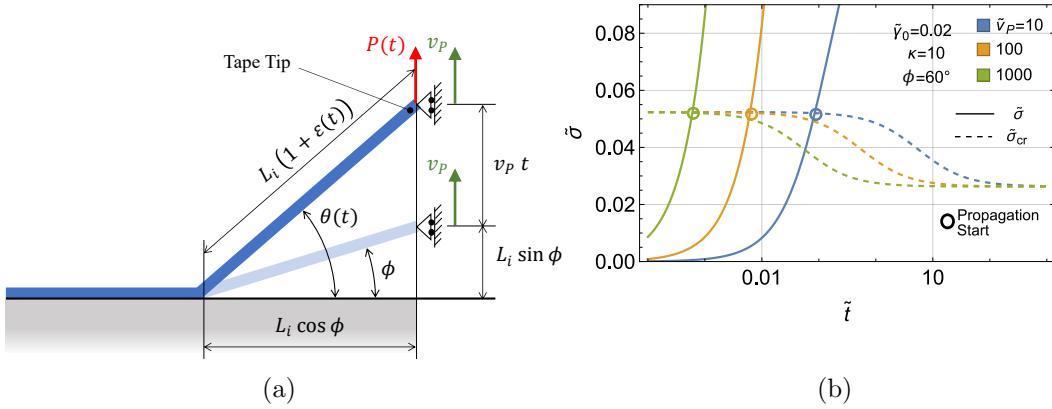 P(t)
v_P
Tape Tip
L_i (1 + ε(t))
v_P t
v_P
θ(t)
ϕ
L_i sin ϕ
L_i cos ϕ
(a)
0.08
0.06
0.04
0.02
0.00
σ̃
γ̃_0=0.02
κ=10
ϕ=60°
ṽ_P=10
100
1000
σ̃
σ̃_cr
Propagation
Start
0.01
10
t̃
(b)